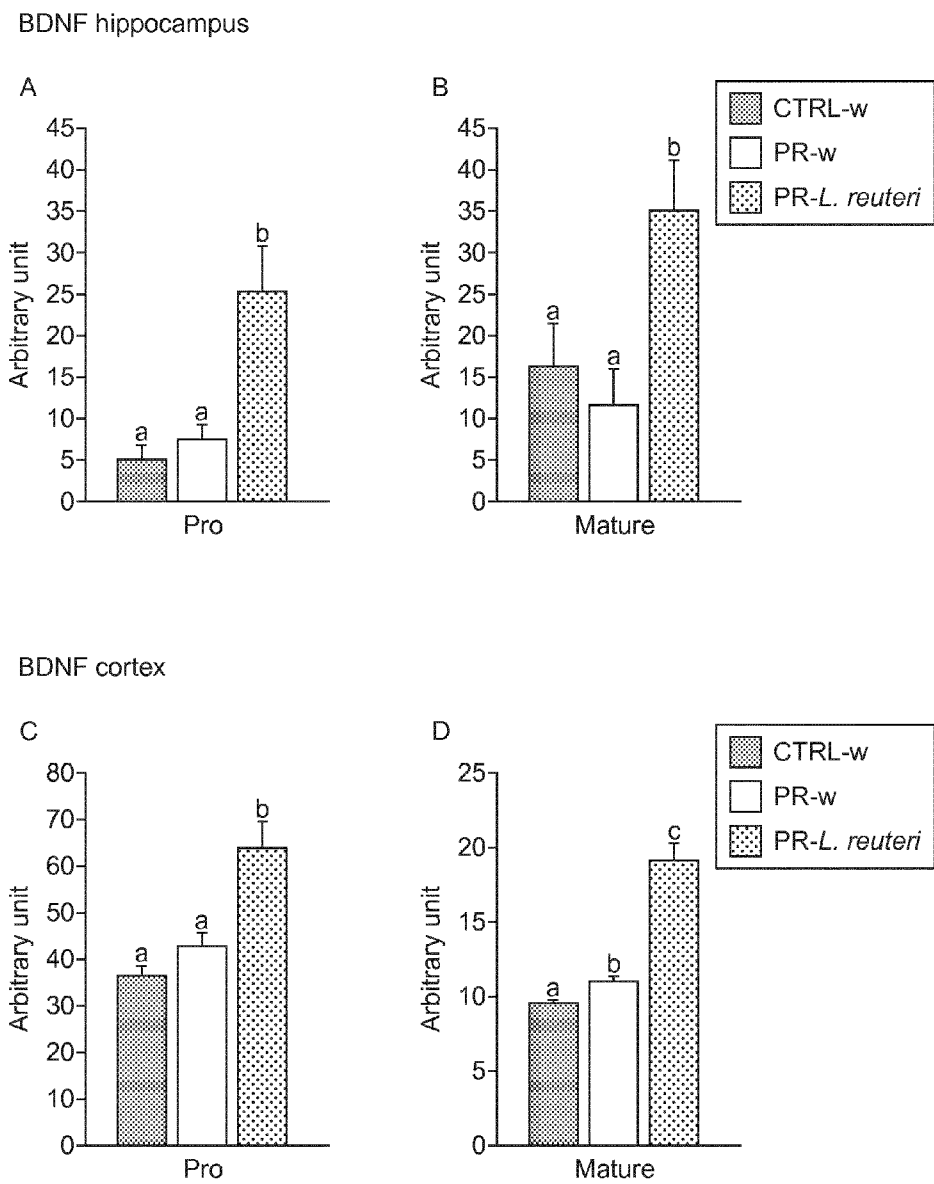 BDNF hippocampus
A
45
40
35
30
25
20
15
10
5
0
Arbitrary unit
a
a
b
Pro
B
45
40
35
30
25
20
15
10
5
0
Arbitrary unit
a
a
b
Mature
CTRL-w
PR-w
PR-L. reuteri
BDNF cortex
C
80
70
60
50
40
30
20
10
0
Arbitrary unit
a
a
b
Pro
D
25
20
15
10
5
0
Arbitrary unit
a
b
c
Mature
CTRL-w
PR-w
PR-L. reuteri